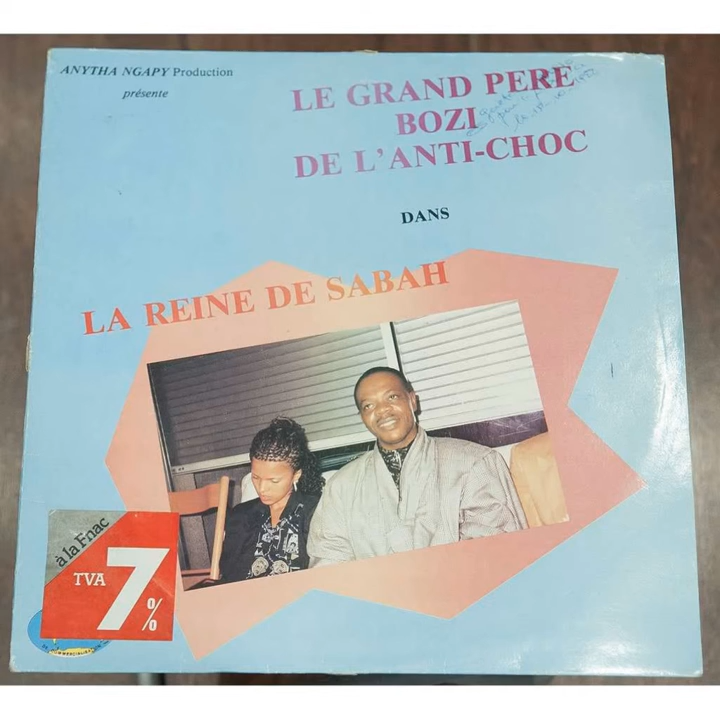 ANYTHA NGAPY Production
présente
LE GRAND PERE
BOZI
DE L'ANTI-CHOC
DANS
LA REINE DE SABAH
à la Fnac
TVA 7%